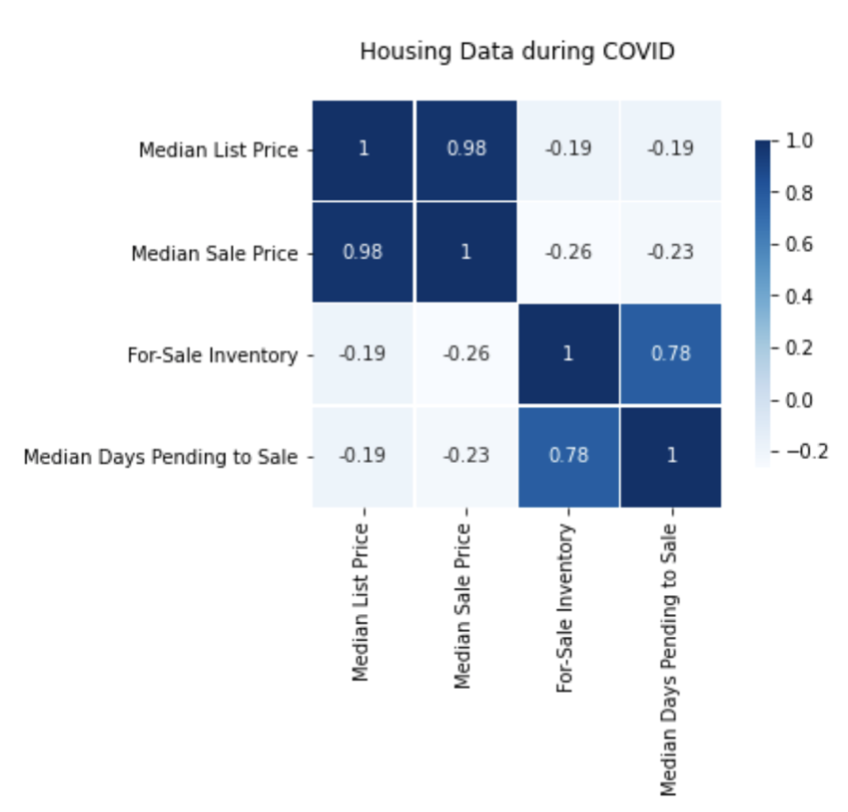 Housing Data during COVID
Median List Price
1
0.98
-0.19
-0.19
Median Sale Price
0.98
1
-0.26
-0.23
For-Sale Inventory
-0.19
-0.26
1
0.78
Median Days Pending to Sale
-0.19
-0.23
0.78
1
Median List Price
Median Sale Price
For-Sale Inventory
Median Days Pending to Sale
1.0
0.8
0.6
0.4
0.2
0.0
−0.2